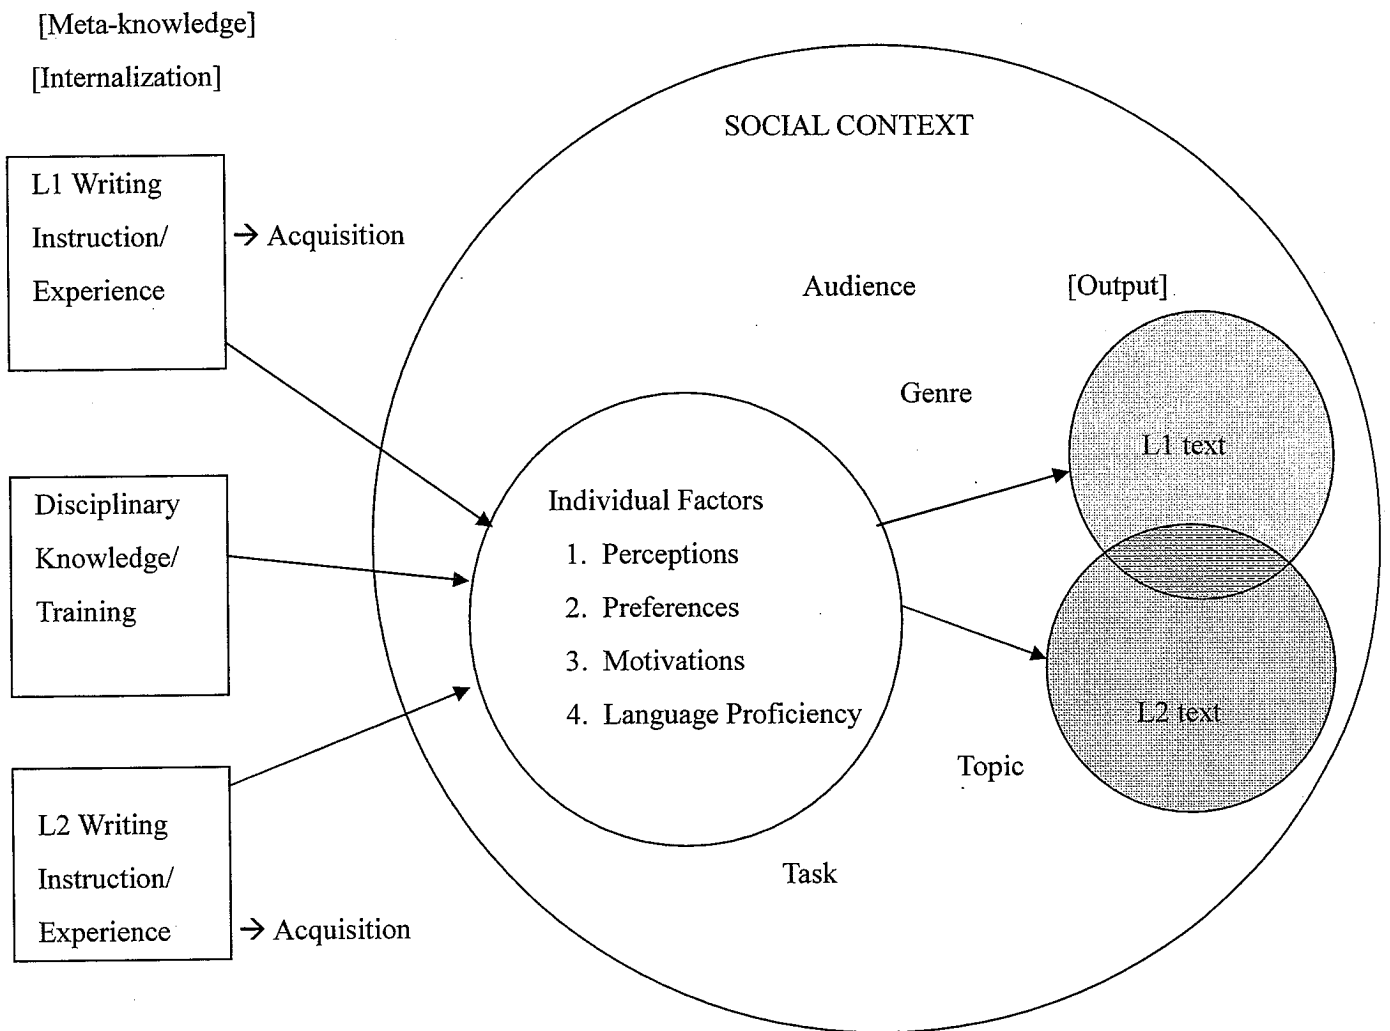 [Meta-knowledge]
[Internalization]
SOCIAL CONTEXT
L1 Writing
Instruction/
Experience
→ Acquisition
Audience
[Output]
Genre
L1 text
Disciplinary
Knowledge/
Training
Individual Factors
1. Perceptions
2. Preferences
3. Motivations
4. Language Proficiency
L2 text
Topic
L2 Writing
Instruction/
Experience
→ Acquisition
Task